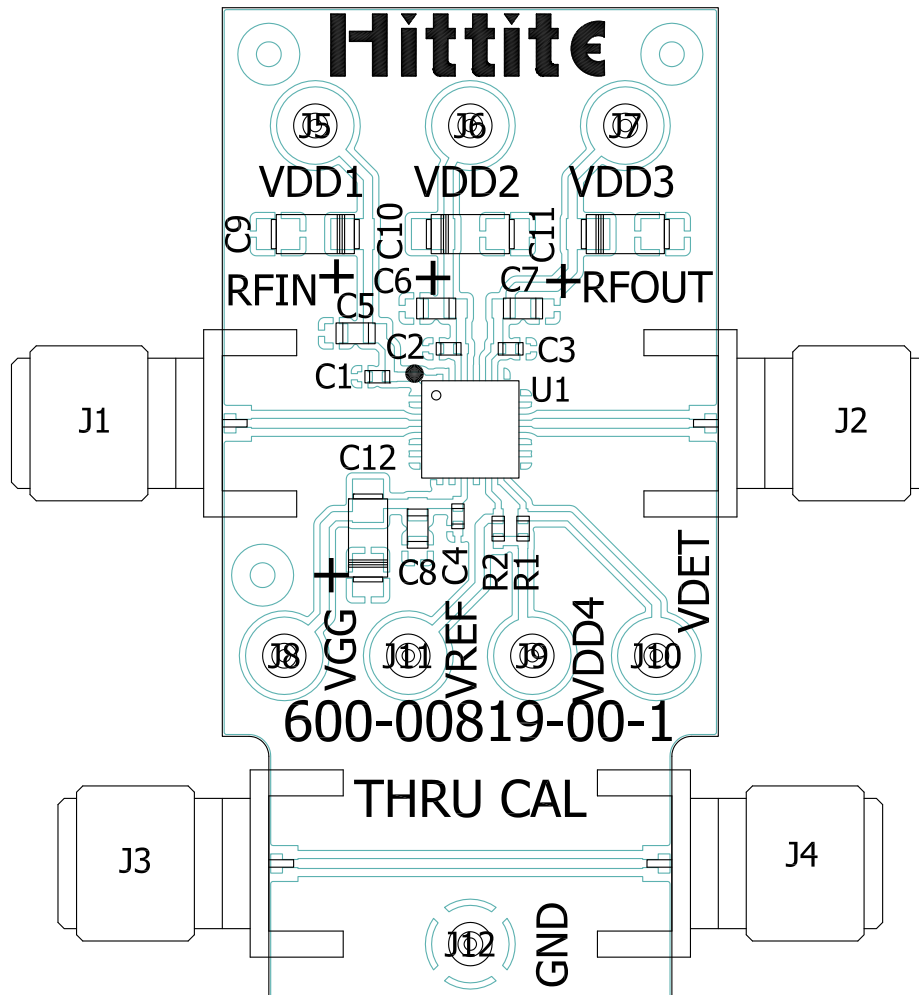 Hittite
J5 J6 J7
VDD1 VDD2 VDD3
C9 C10 C11
RFIN + C6 + C7 + RFOUT
C5
C2 C3
C1 U1
J1 J2
C12
+ C8 C4 R2 R1 VDET
VGG VREF VDD4
J8 J11 J9 J10
600-00819-00-1
THRU CAL
J3 J4
J12 GND